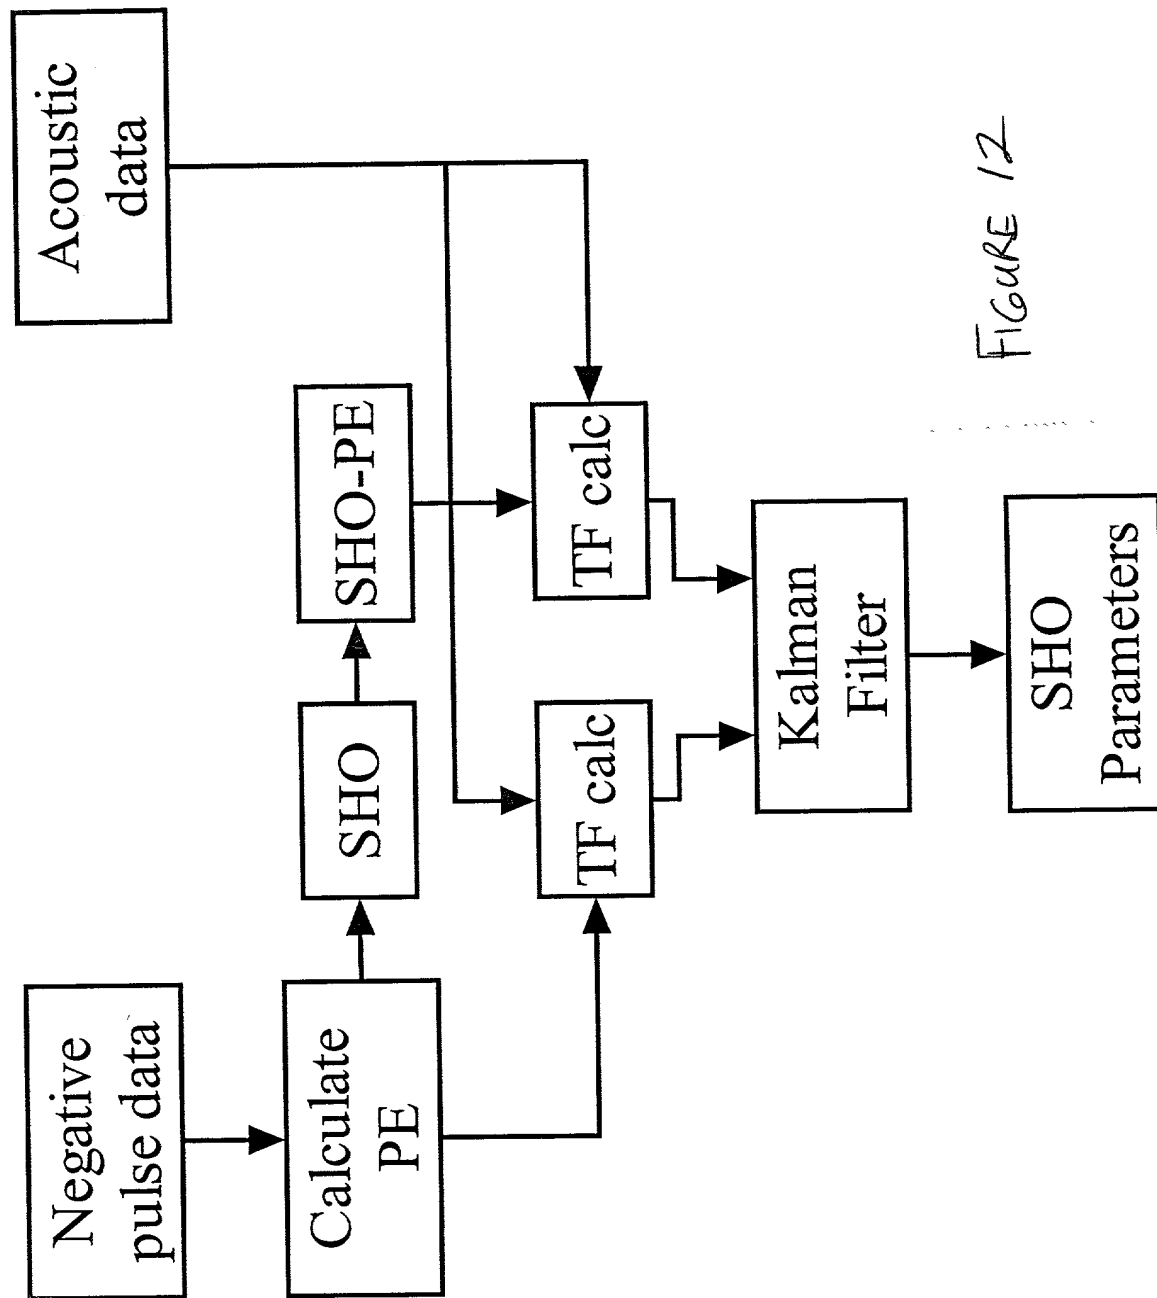 Negative
pulse data
Acoustic
data
Calculate
PE
SHO
SHO-PE
TF calc
TF calc
Kalman
Filter
SHO
Parameters
FIGURE 12